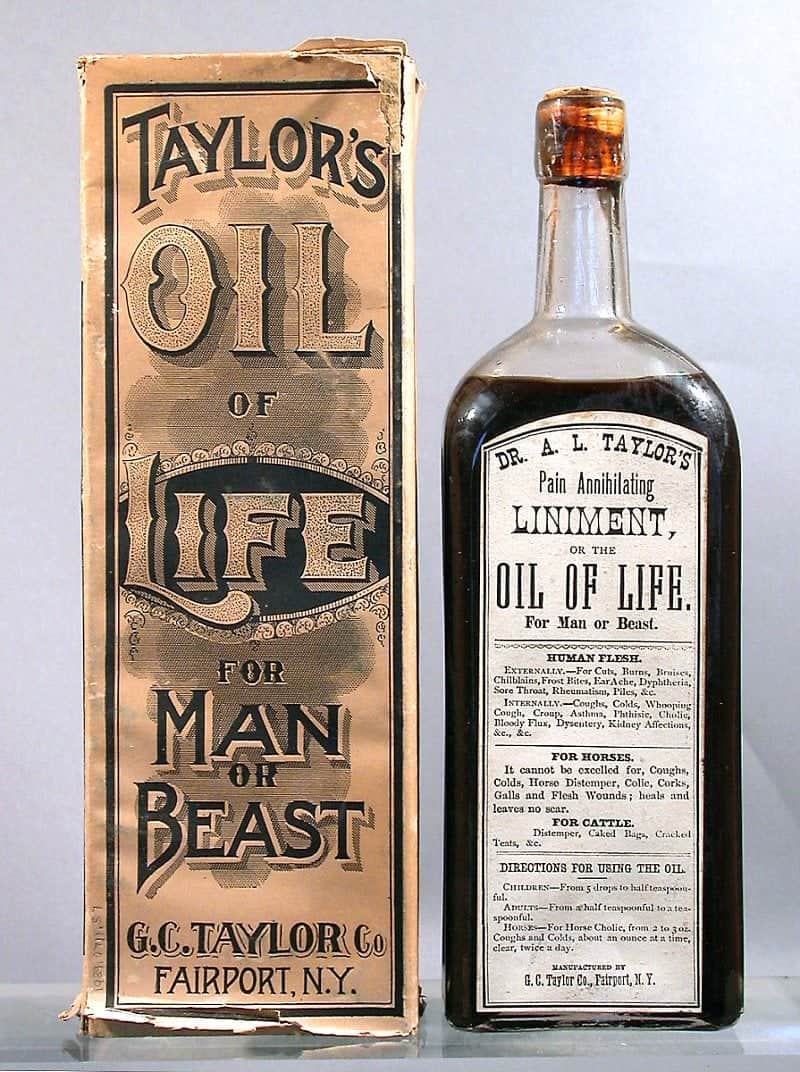 TAYLOR'S
OIL
OF
LIFE
FOR
MAN
OR
BEAST
G.C. TAYLOR Co
FAIRPORT, N.Y.
DR. A. L. TAYLOR'S
Pain Annihilating
LINIMENT,
OR THE
OIL OF LIFE.
For Man or Beast.
HUMAN FLESH.
EXTERNALLY.—For Cuts, Burns, Bruises,
Chilblains, Frost Bites, EarAche, Dyphtheria,
Sore Throat, Rheumatism, Piles, &c.
INTERNALLY.—Coughs, Colds, Whooping
Cough, Croup, Asthma, Phthisic, Cholic,
Bloody Flux, Dysentery, Kidney Affections,
&c., &c.
FOR HORSES.
It cannot be excelled for, Coughs,
Colds, Horse Distemper, Colic, Corks,
Galls and Flesh Wounds; heals and
leaves no scar.
FOR CATTLE.
Distemper, Caked Bags, Cracked
Teats, &c.
DIRECTIONS FOR USING THE OIL.
CHILDREN—From 5 drops to half teaspoon-
ful.
ADULTS—From a half teaspoonful to a tea-
spoonful.
HORSES—For Horse Cholic, from 2 to 3 oz.
Coughs and Colds, about an ounce at a time,
clear, twice a day.
MANUFACTURED BY
G. C. Taylor Co., Fairport, N. Y.